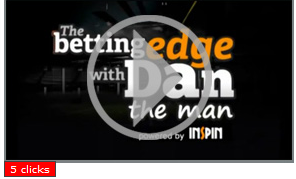 The
betting edge
with Dan
the man
powered by INSPIN
5 clicks